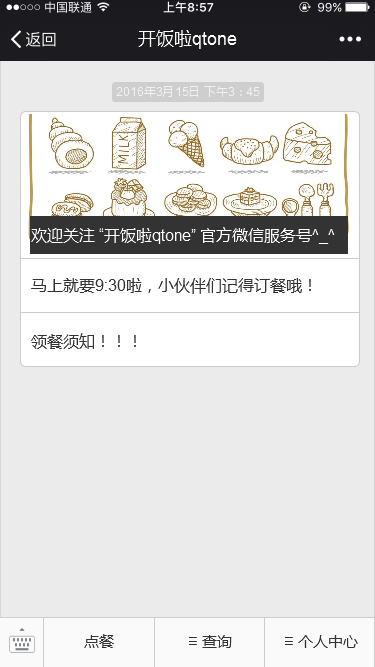 中国联通 上午8:57 99%
返回 开饭啦qtone
2016年3月15日 下午3：45
MILK
欢迎关注 “开饭啦qtone” 官方微信服务号^_^
马上就要9:30啦，小伙伴们记得订餐哦！
领餐须知！！！
点餐 查询 个人中心